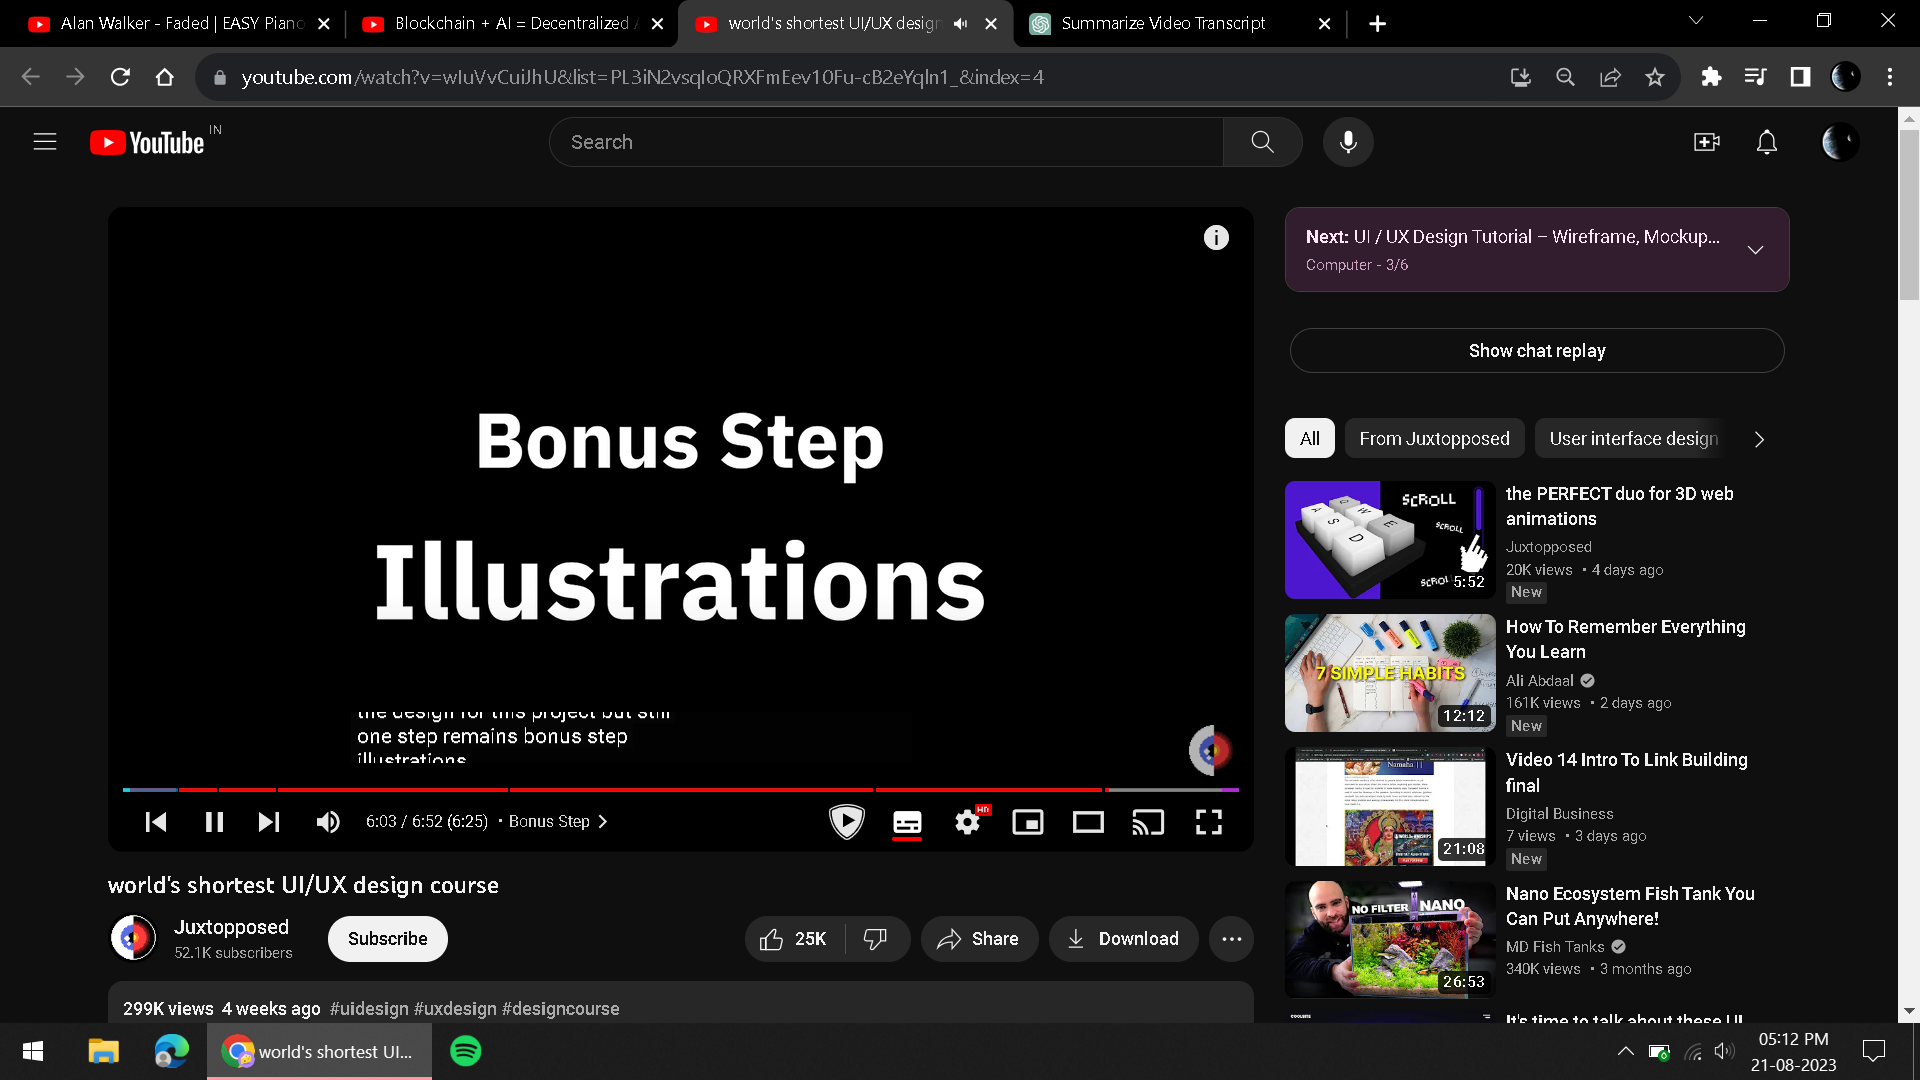 Alan Walker - Faded | EASY Piano
Blockchain + AI = Decentralized
world's shortest UI/UX design
Summarize Video Transcript
youtube.com/watch?v=wIuVvCuiJhU&list=PL3iN2vsqIoQRXFmEev10Fu-cB2eYqln1_&index=4
YouTube IN
Search
Bonus Step
Illustrations
the design for this project but still
one step remains bonus step
illustrations
6:03 / 6:52 (6:25) • Bonus Step
HD
world's shortest UI/UX design course
Juxtopposed
52.1K subscribers
Subscribe
25K
Share
Download
299K views 4 weeks ago #uidesign #uxdesign #designcourse
Next: UI / UX Design Tutorial – Wireframe, Mockup...
Computer - 3/6
Show chat replay
All
From Juxtopposed
User interface design
SCROLL
SCROLL
SCROLL
A S D W E
5:52
the PERFECT duo for 3D web
animations
Juxtopposed
20K views • 4 days ago
New
7 SIMPLE HABITS
12:12
How To Remember Everything
You Learn
Ali Abdaal
161K views • 2 days ago
New
Namaha ||
21:08
Video 14 Intro To Link Building
final
Digital Business
7 views • 3 days ago
New
NO FILTER NANO
26:53
Nano Ecosystem Fish Tank You
Can Put Anywhere!
MD Fish Tanks
340K views • 3 months ago
It's time to talk about these UI
world's shortest UI...
05:12 PM
21-08-2023